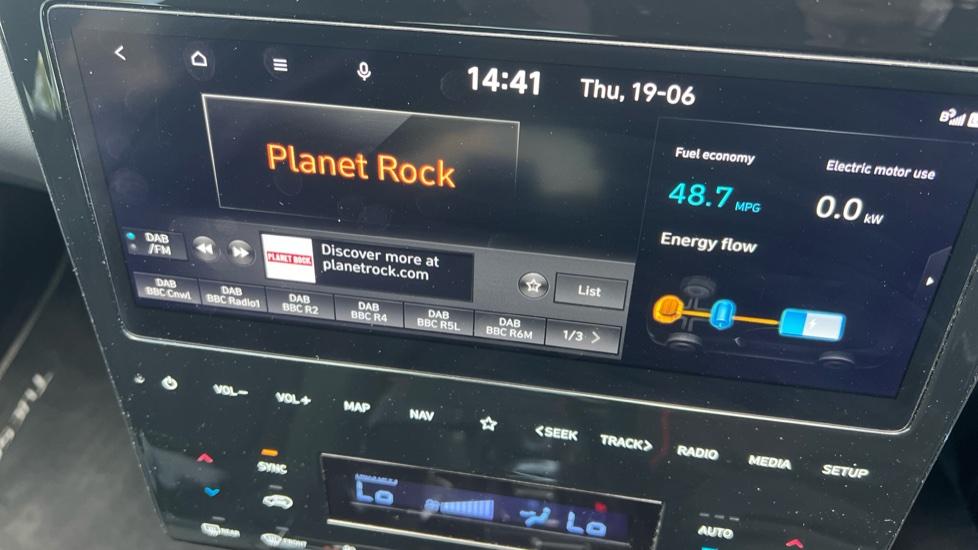 14:41 Thu, 19-06
Planet Rock
Fuel economy
48.7 MPG
Electric motor use
0.0 kW
Energy flow
DAB
/FM
PLANET ROCK
Discover more at
planetrock.com
List
DAB
BBC Cnwl
DAB
BBC Radio1
DAB
BBC R2
DAB
BBC R4
DAB
BBC R5L
DAB
BBC R6M
1/3 >
VOL-
VOL+
MAP
NAV
<SEEK
TRACK>
RADIO
MEDIA
SETUP
SYNC
Lo
Lo
AUTO
REAR
FRONT